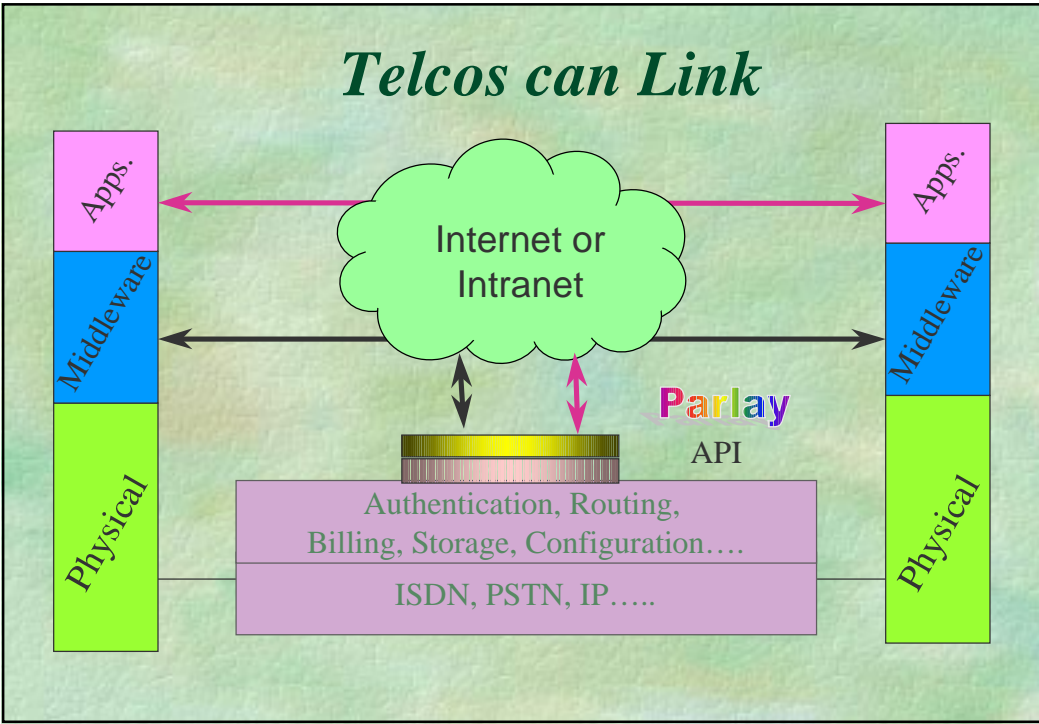 Telcos can Link
Apps.
Middleware
Physical
Internet or
Intranet
Parlay
API
Authentication, Routing,
Billing, Storage, Configuration….
ISDN, PSTN, IP…..
Apps.
Middleware
Physical